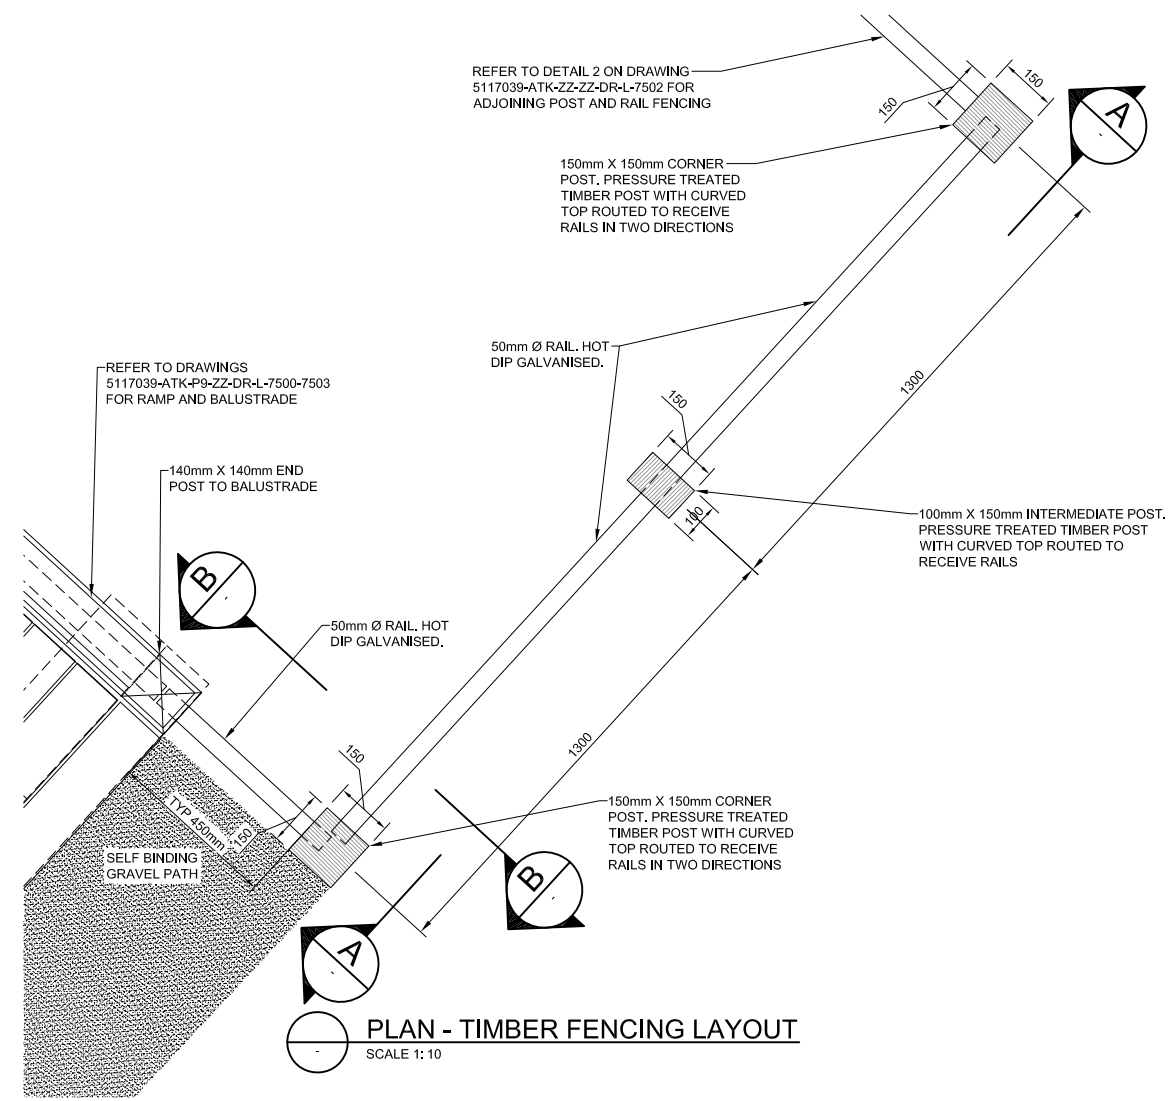 REFER TO DETAIL 2 ON DRAWING
5117039-ATK-ZZ-ZZ-DR-L-7502 FOR
ADJOINING POST AND RAIL FENCING
150
150
A
150mm X 150mm CORNER
POST. PRESSURE TREATED
TIMBER POST WITH CURVED
TOP ROUTED TO RECEIVE
RAILS IN TWO DIRECTIONS
50mm Ø RAIL. HOT
DIP GALVANISED.
1300
REFER TO DRAWINGS
5117039-ATK-P9-ZZ-DR-L-7500-7503
FOR RAMP AND BALUSTRADE
150
140mm X 140mm END
POST TO BALUSTRADE
100
100mm X 150mm INTERMEDIATE POST.
PRESSURE TREATED TIMBER POST
WITH CURVED TOP ROUTED TO
RECEIVE RAILS
B
50mm Ø RAIL. HOT
DIP GALVANISED.
1300
150
TYP 450mm
150
150mm X 150mm CORNER
POST. PRESSURE TREATED
TIMBER POST WITH CURVED
TOP ROUTED TO RECEIVE
RAILS IN TWO DIRECTIONS
SELF BINDING
GRAVEL PATH
B
A
PLAN - TIMBER FENCING LAYOUT
SCALE 1: 10